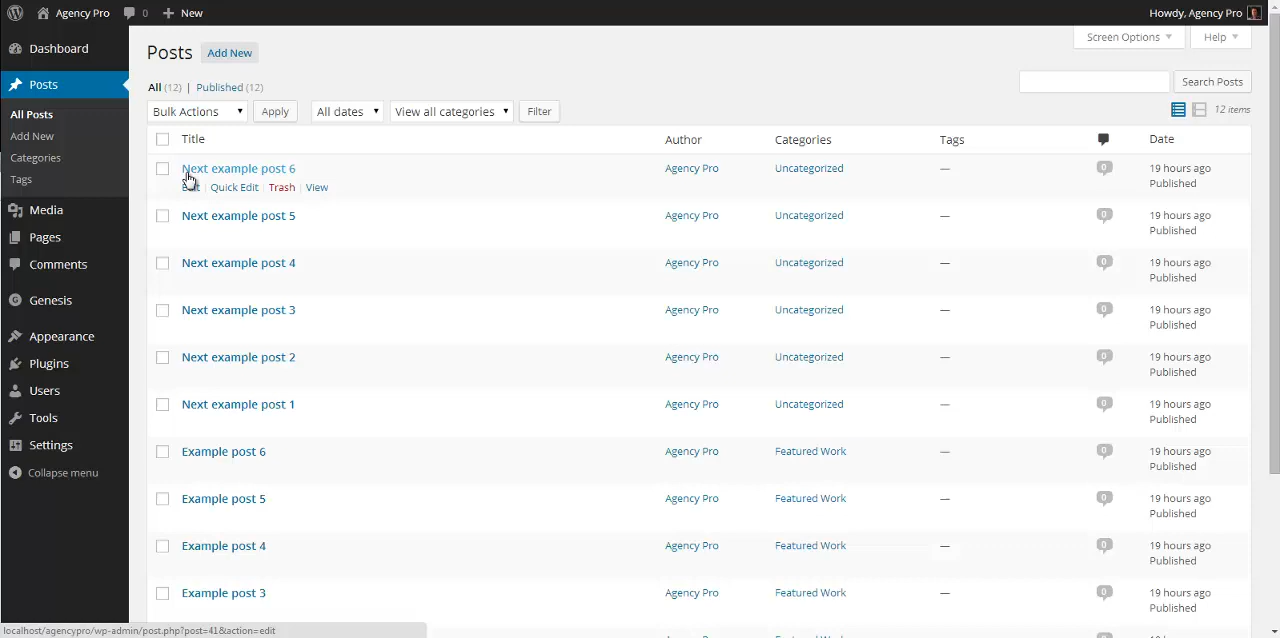 Agency Pro 0 New Howdy, Agency Pro
Screen Options Help
Dashboard
Posts
All Posts
Add New
Categories
Tags
Media
Pages
Comments
Genesis
Appearance
Plugins
Users
Tools
Settings
Collapse menu
Posts Add New
All (12) | Published (12)
Search Posts
Bulk Actions Apply All dates View all categories Filter
12 items
Title Author Categories Tags Date
Next example post 6 Agency Pro Uncategorized — 0 19 hours ago
Published
Edit | Quick Edit | Trash | View
Next example post 5 Agency Pro Uncategorized — 0 19 hours ago
Published
Next example post 4 Agency Pro Uncategorized — 0 19 hours ago
Published
Next example post 3 Agency Pro Uncategorized — 0 19 hours ago
Published
Next example post 2 Agency Pro Uncategorized — 0 19 hours ago
Published
Next example post 1 Agency Pro Uncategorized — 0 19 hours ago
Published
Example post 6 Agency Pro Featured Work — 0 19 hours ago
Published
Example post 5 Agency Pro Featured Work — 0 19 hours ago
Published
Example post 4 Agency Pro Featured Work — 0 19 hours ago
Published
Example post 3 Agency Pro Featured Work — 0 19 hours ago
Published
localhost/agencypro/wp-admin/post.php?post=41&action=edit